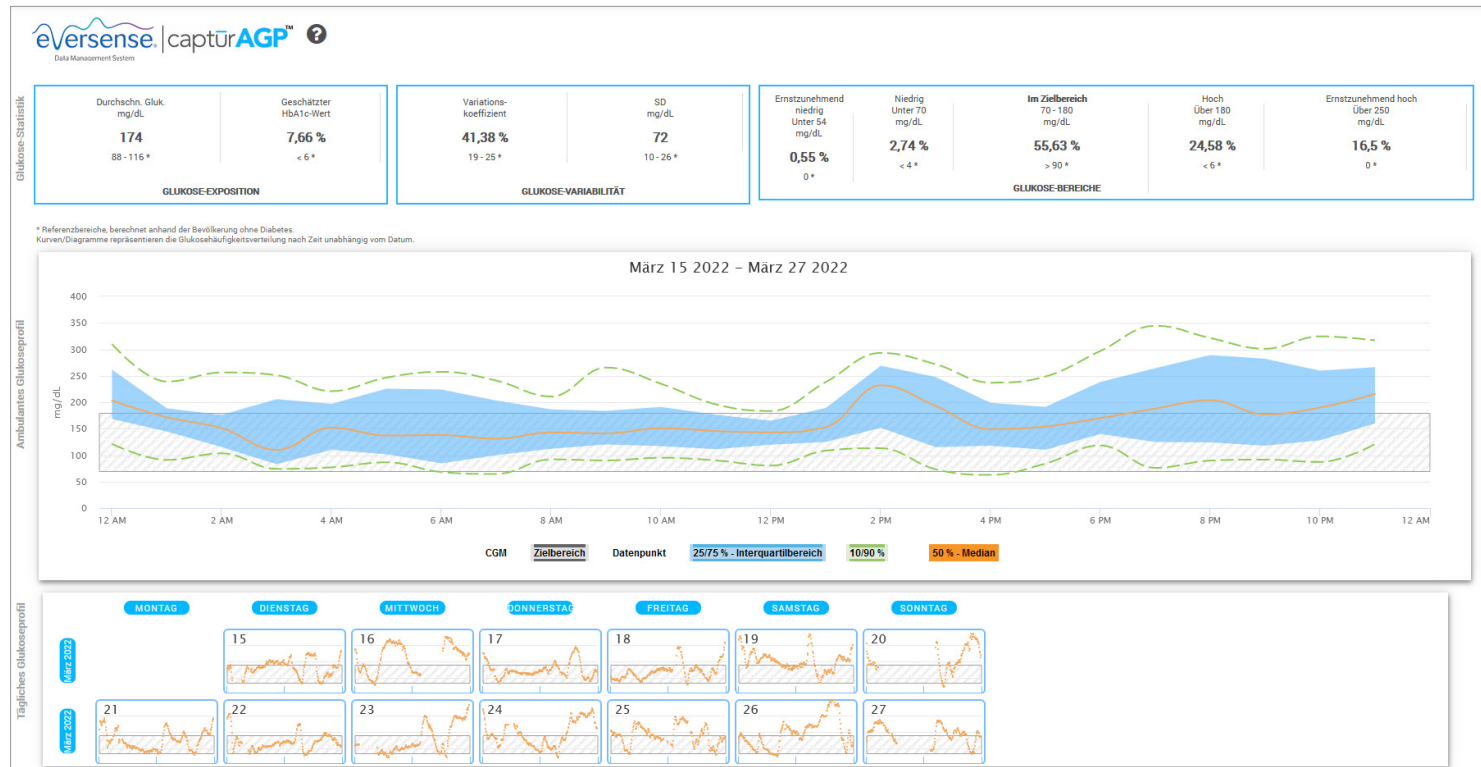 eversense. | captūrAGP™ ?
Data Management System
Glukose-Statistik
Durchschn. Gluk.
mg/dL
174
88 - 116 *
Geschätzter
HbA1c-Wert
7,66 %
< 6 *
GLUKOSE-EXPOSITION
Variations-
koeffizient
41,38 %
19 - 25 *
SD
mg/dL
72
10 - 26 *
GLUKOSE-VARIABILITÄT
Ernstzunehmend
niedrig
Unter 54
mg/dL
0,55 %
0 *
Niedrig
Unter 70
mg/dL
2,74 %
< 4 *
Im Zielbereich
70 - 180
mg/dL
55,63 %
> 90 *
Hoch
Über 180
mg/dL
24,58 %
< 6 *
Ernstzunehmend hoch
Über 250
mg/dL
16,5 %
0 *
GLUKOSE-BEREICHE
* Referenzbereiche, berechnet anhand der Bevölkerung ohne Diabetes.
Kurven/Diagramme repräsentieren die Glukosehäufigkeitsverteilung nach Zeit unabhängig vom Datum.
Ambulantes Glukoseprofil
März 15 2022 – März 27 2022
mg/dL
400
350
300
250
200
150
100
50
0
12 AM 2 AM 4 AM 6 AM 8 AM 10 AM 12 PM 2 PM 4 PM 6 PM 8 PM 10 PM 12 AM
CGM Zielbereich Datenpunkt 25/75 % - Interquartilbereich 10/90 % 50 % - Median
Tägliches Glukoseprofil
MONTAG DIENSTAG MITTWOCH DONNERSTAG FREITAG SAMSTAG SONNTAG
März 2022
15 16 17 18 19 20
März 2022
21 22 23 24 25 26 27